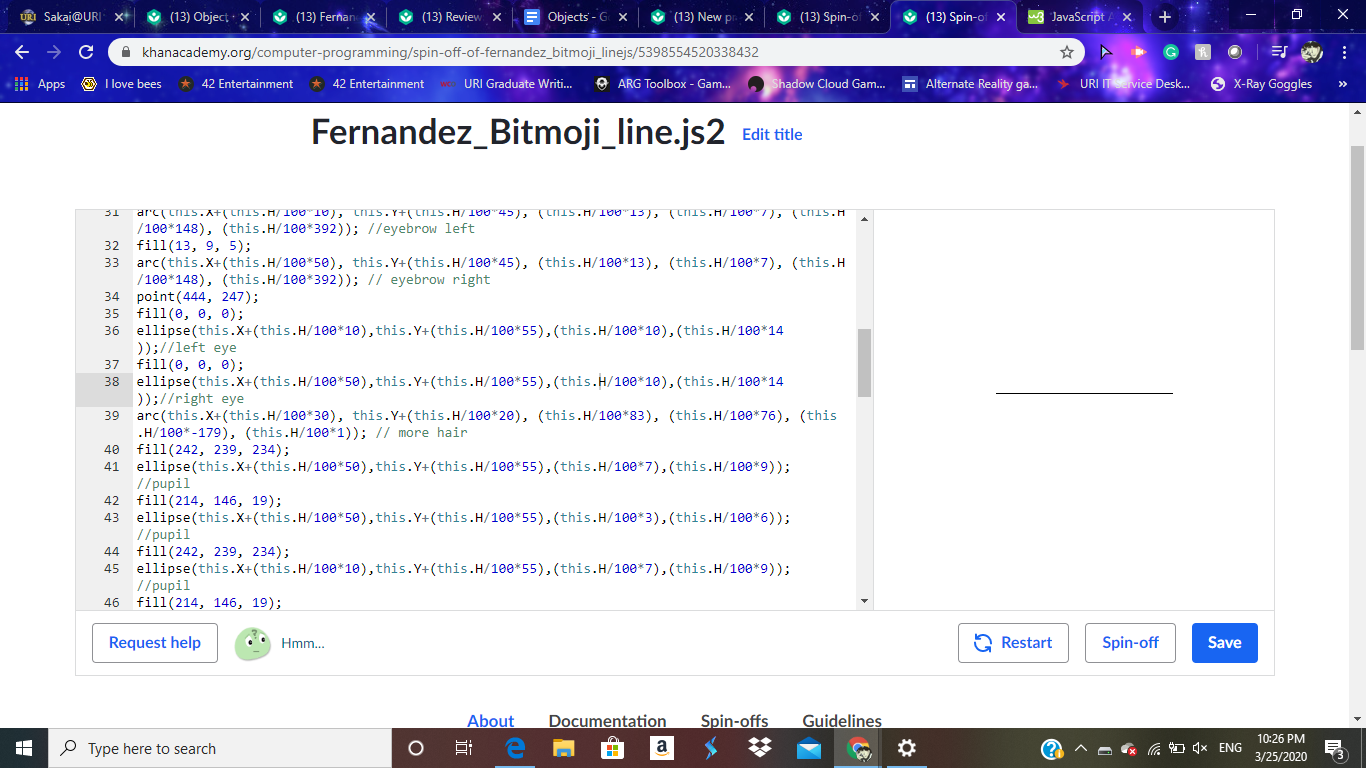 Sakai@URI
(13) Object
(13) Fernan
(13) Review
Objects - G
(13) New p
(13) Spin-o
(13) Spin-o
JavaScript
khanacademy.org/computer-programming/spin-off-of-fernandez_bitmoji_linejs/5398554520338432
Apps
I love bees
42 Entertainment
42 Entertainment
URI Graduate Writi...
ARG Toolbox - Gam...
Shadow Cloud Gam...
Alternate Reality ga...
URI IT Service Desk...
X-Ray Goggles
»
Fernandez_Bitmoji_line.js2 Edit title
31 arc(this.X+(this.H/100*10), this.Y+(this.H/100*45), (this.H/100*13), (this.H/100*7), (this.H
/100*148), (this.H/100*392)); //eyebrow left
32 fill(13, 9, 5);
33 arc(this.X+(this.H/100*50), this.Y+(this.H/100*45), (this.H/100*13), (this.H/100*7), (this.H
/100*148), (this.H/100*392)); // eyebrow right
34 point(444, 247);
35 fill(0, 0, 0);
36 ellipse(this.X+(this.H/100*10),this.Y+(this.H/100*55),(this.H/100*10),(this.H/100*14
));//left eye
37 fill(0, 0, 0);
38 ellipse(this.X+(this.H/100*50),this.Y+(this.H/100*55),(this.H/100*10),(this.H/100*14
));//right eye
39 arc(this.X+(this.H/100*30), this.Y+(this.H/100*20), (this.H/100*83), (this.H/100*76), (this
.H/100*-179), (this.H/100*1)); // more hair
40 fill(242, 239, 234);
41 ellipse(this.X+(this.H/100*50),this.Y+(this.H/100*55),(this.H/100*7),(this.H/100*9));
//pupil
42 fill(214, 146, 19);
43 ellipse(this.X+(this.H/100*50),this.Y+(this.H/100*55),(this.H/100*3),(this.H/100*6));
//pupil
44 fill(242, 239, 234);
45 ellipse(this.X+(this.H/100*10),this.Y+(this.H/100*55),(this.H/100*7),(this.H/100*9));
//pupil
46 fill(214, 146, 19);
Request help
Hmm...
Restart
Spin-off
Save
About
Documentation
Spin-offs
Guidelines
Type here to search
ENG
10:26 PM
3/25/2020
3